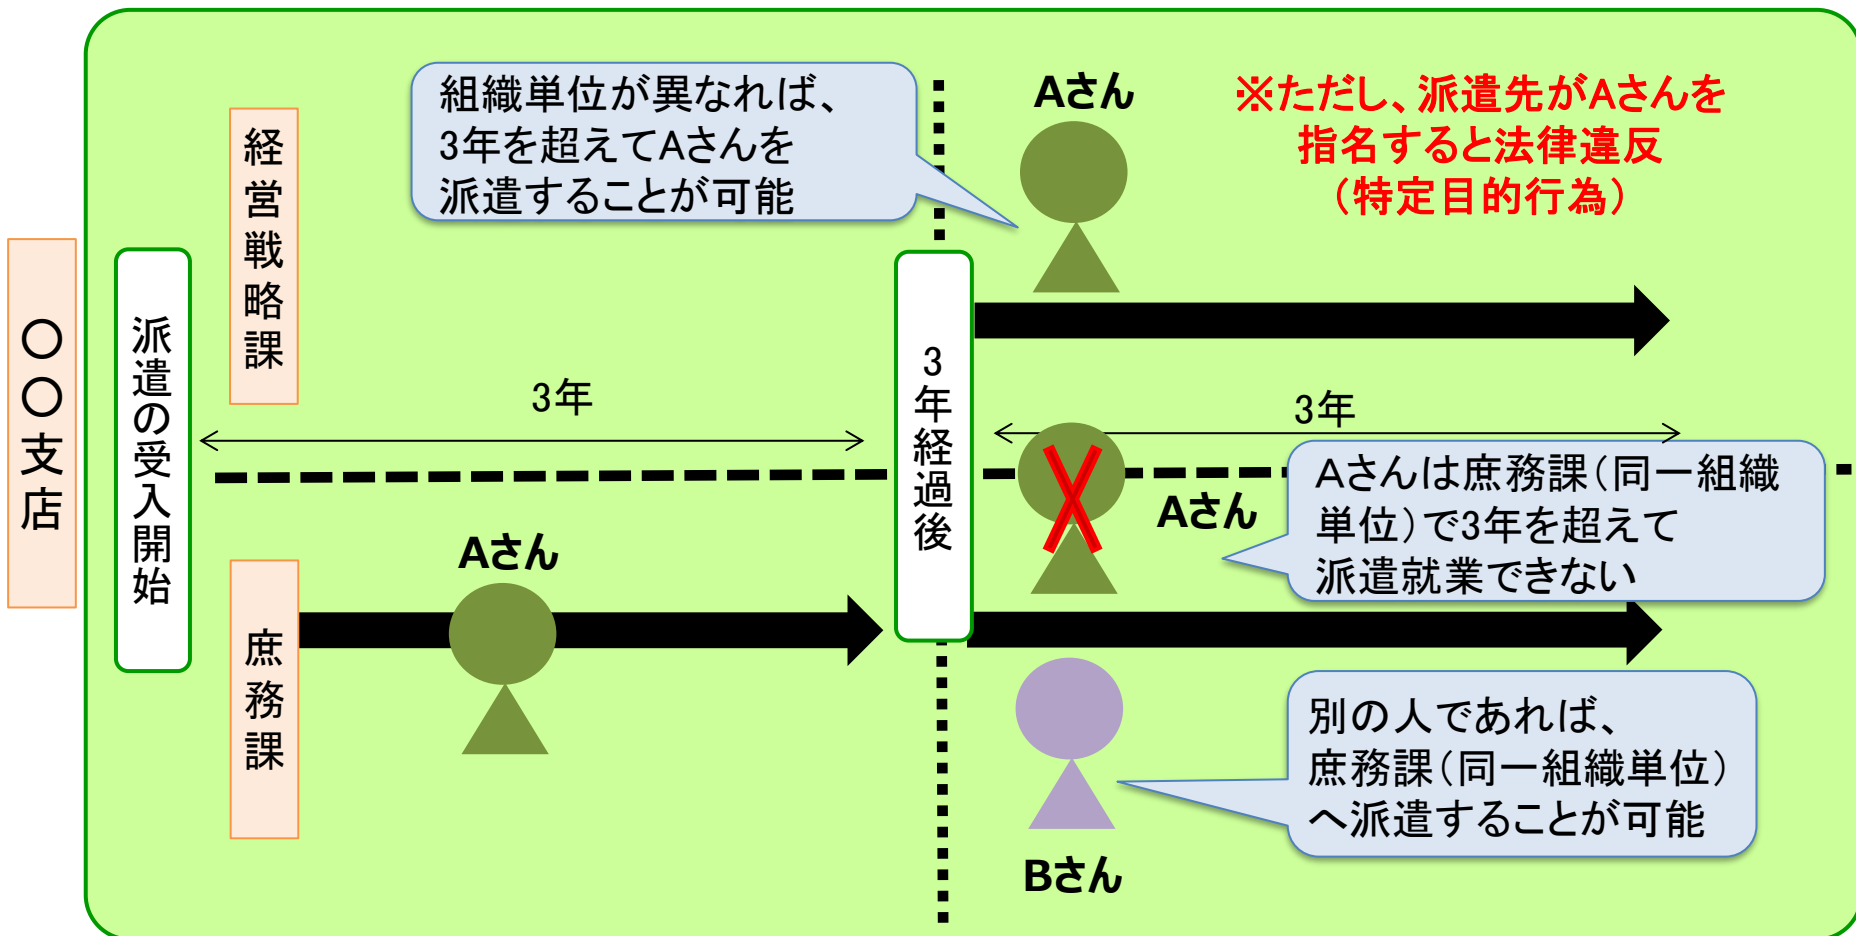 〇〇支店
派遣の受入開始
経営戦略課
組織単位が異なれば、
3年を超えてAさんを
派遣することが可能
Aさん
※ただし、派遣先がAさんを
指名すると法律違反
（特定目的行為）
3年
3年経過後
3年
Aさん
Aさんは庶務課（同一組織
単位）で3年を超えて
派遣就業できない
庶務課
Aさん
別の人であれば、
庶務課（同一組織単位）
へ派遣することが可能
Bさん